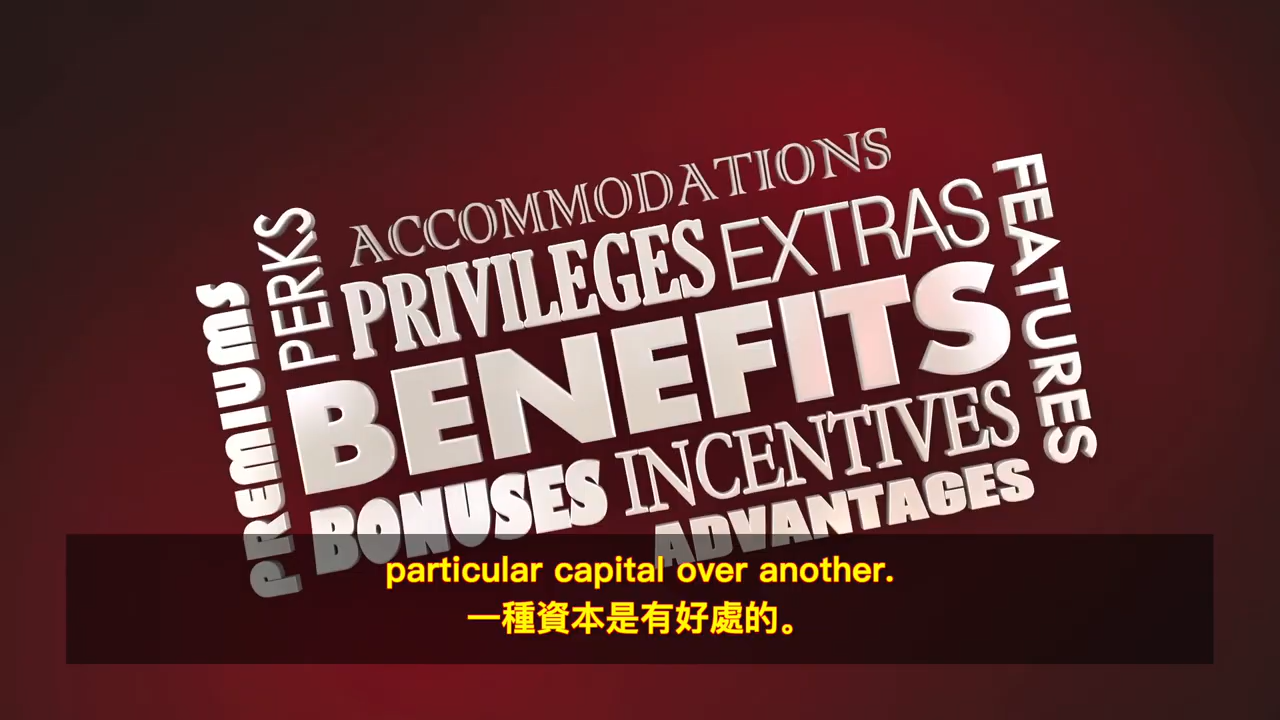 ACCOMMODATIONS
PERKS
PRIVILEGES EXTRAS
FEATURES
PREMIUMS
BENEFITS
BONUSES INCENTIVES
ADVANTAGES
particular capital over another.
一種資本是有好處的。